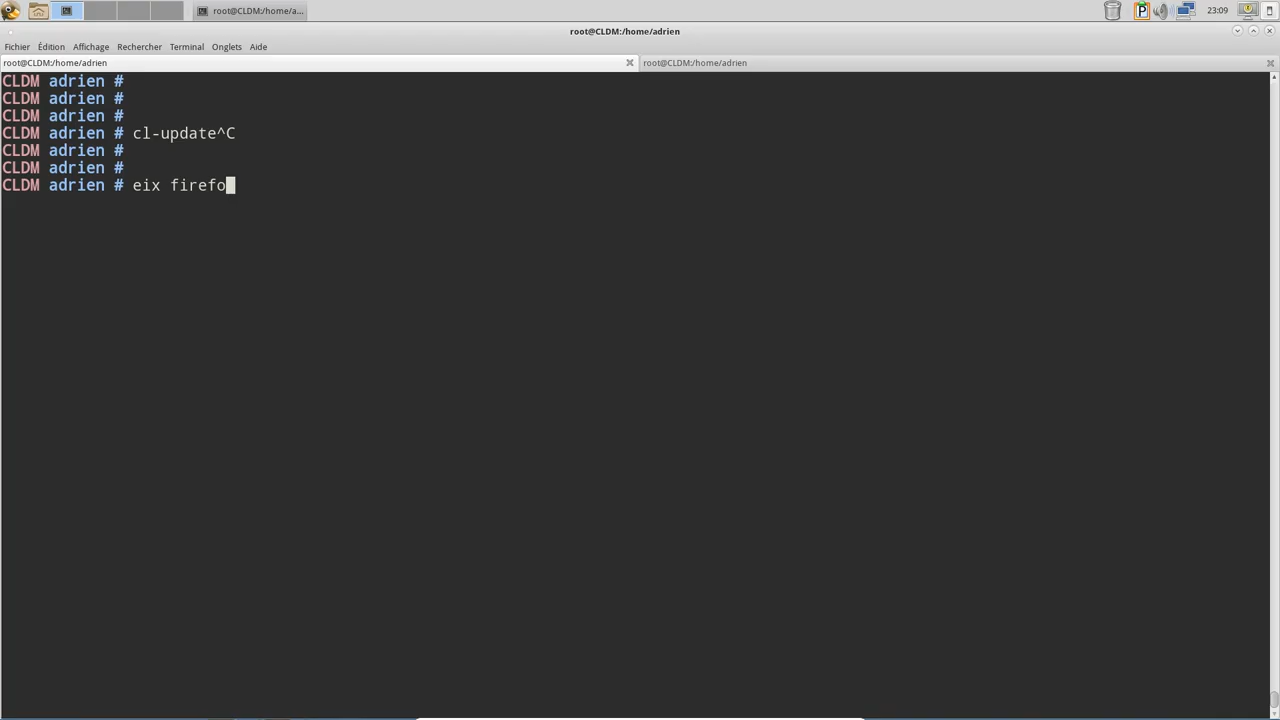 root@CLDM:/home/a...
P
23:09
root@CLDM:/home/adrien
Fichier Édition Affichage Rechercher Terminal Onglets Aide
root@CLDM:/home/adrien
root@CLDM:/home/adrien
CLDM adrien #
CLDM adrien #
CLDM adrien #
CLDM adrien # cl-update^C
CLDM adrien #
CLDM adrien #
CLDM adrien # eix firefo